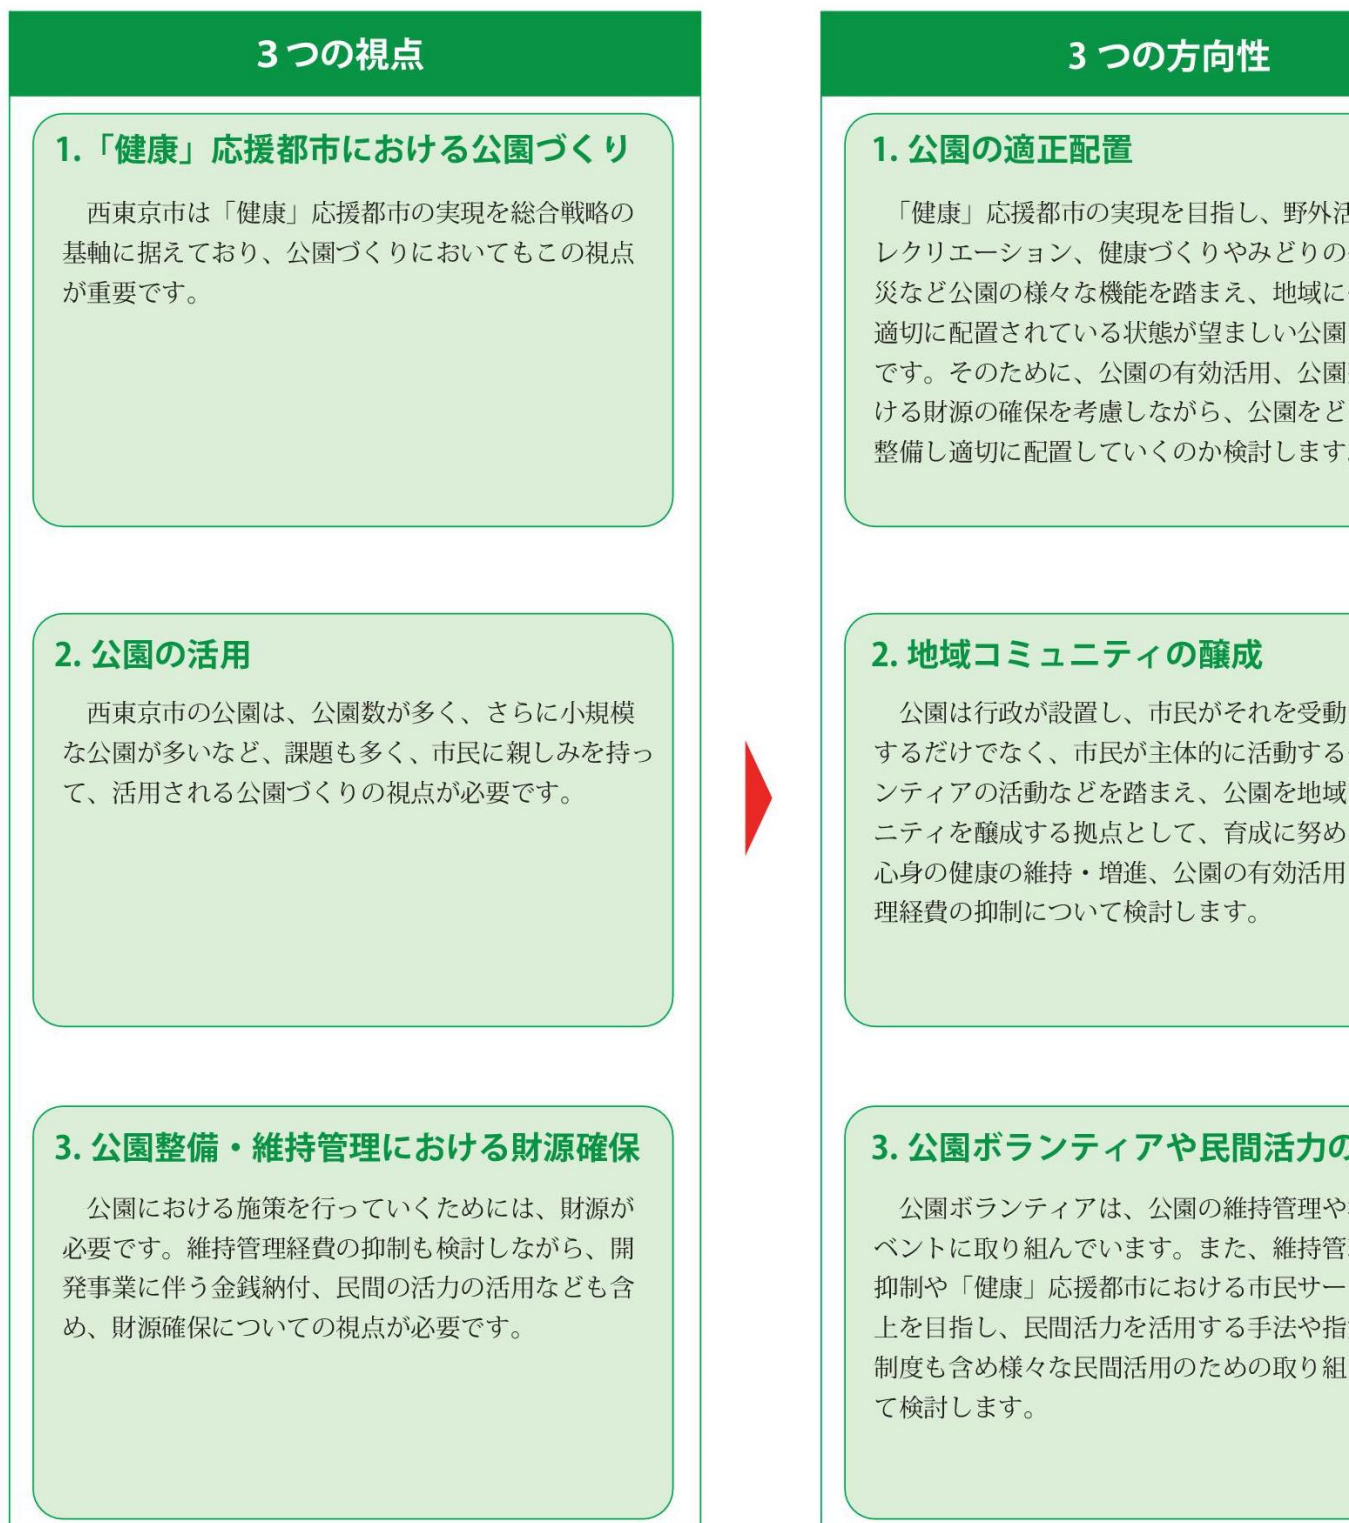 3つの視点
1.「健康」応援都市における公園づくり
西東京市は「健康」応援都市の実現を総合戦略の
基軸に据えており、公園づくりにおいてもこの視点
が重要です。
2. 公園の活用
西東京市の公園は、公園数が多く、さらに小規模
な公園が多いなど、課題も多く、市民に親しみを持っ
て、活用される公園づくりの視点が必要です。
3. 公園整備・維持管理における財源確保
公園における施策を行っていくためには、財源が
必要です。維持管理経費の抑制も検討しながら、開
発事業に伴う金銭納付、民間の活力の活用なども含
め、財源確保についての視点が必要です。
3つの方向性
1. 公園の適正配置
「健康」応援都市の実現を目指し、野外活
レクリエーション、健康づくりやみどりの
災など公園の様々な機能を踏まえ、地域に
適切に配置されている状態が望ましい公園
です。そのために、公園の有効活用、公園
ける財源の確保を考慮しながら、公園をど
整備し適切に配置していくのか検討します。
2. 地域コミュニティの醸成
公園は行政が設置し、市民がそれを受動
するだけでなく、市民が主体的に活動する
ンティアの活動などを踏まえ、公園を地域
ニティを醸成する拠点として、育成に努め
心身の健康の維持・増進、公園の有効活用
理経費の抑制について検討します。
3. 公園ボランティアや民間活力の
公園ボランティアは、公園の維持管理や
ベントに取り組んでいます。また、維持管
抑制や「健康」応援都市における市民サー
上を目指し、民間活力を活用する手法や指
制度も含め様々な民間活用のための取り組
て検討します。